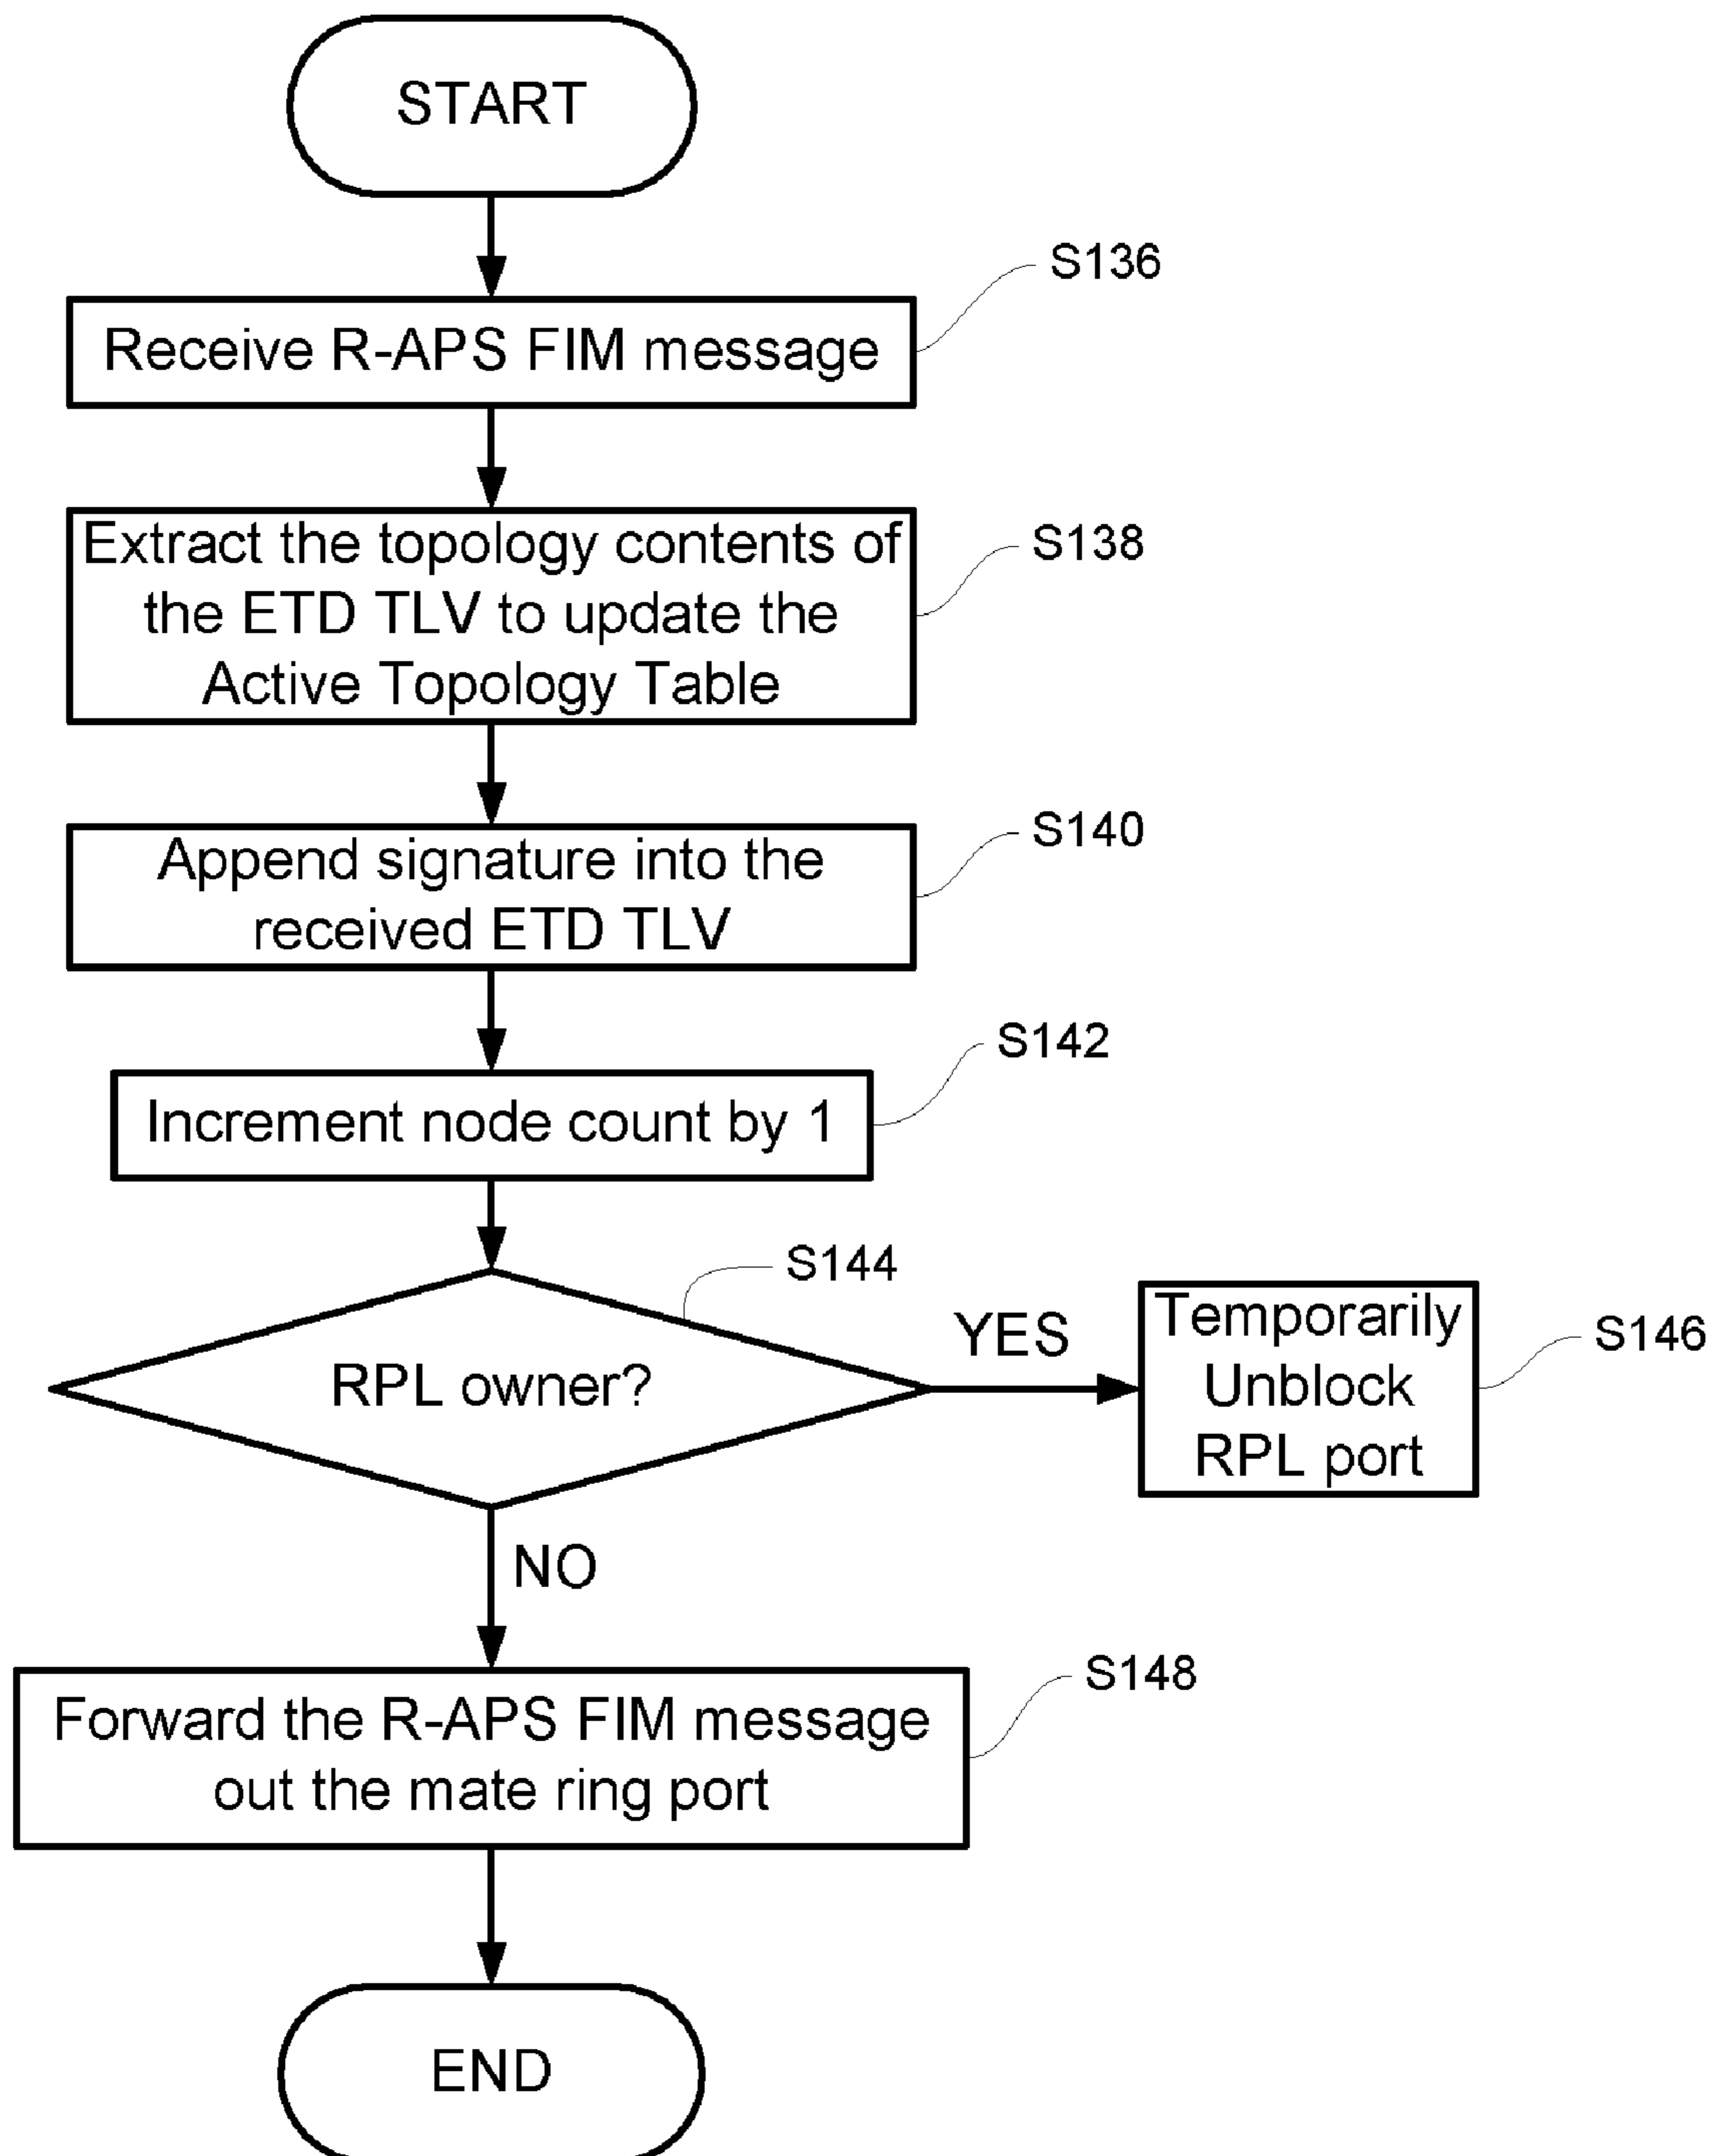 START
S136
Receive R-APS FIM message
S138
Extract the topology contents of
the ETD TLV to update the
Active Topology Table
S140
Append signature into the
received ETD TLV
S142
Increment node count by 1
S144
RPL owner?
YES
Temporarily
Unblock
RPL port
S146
NO
S148
Forward the R-APS FIM message
out the mate ring port
END